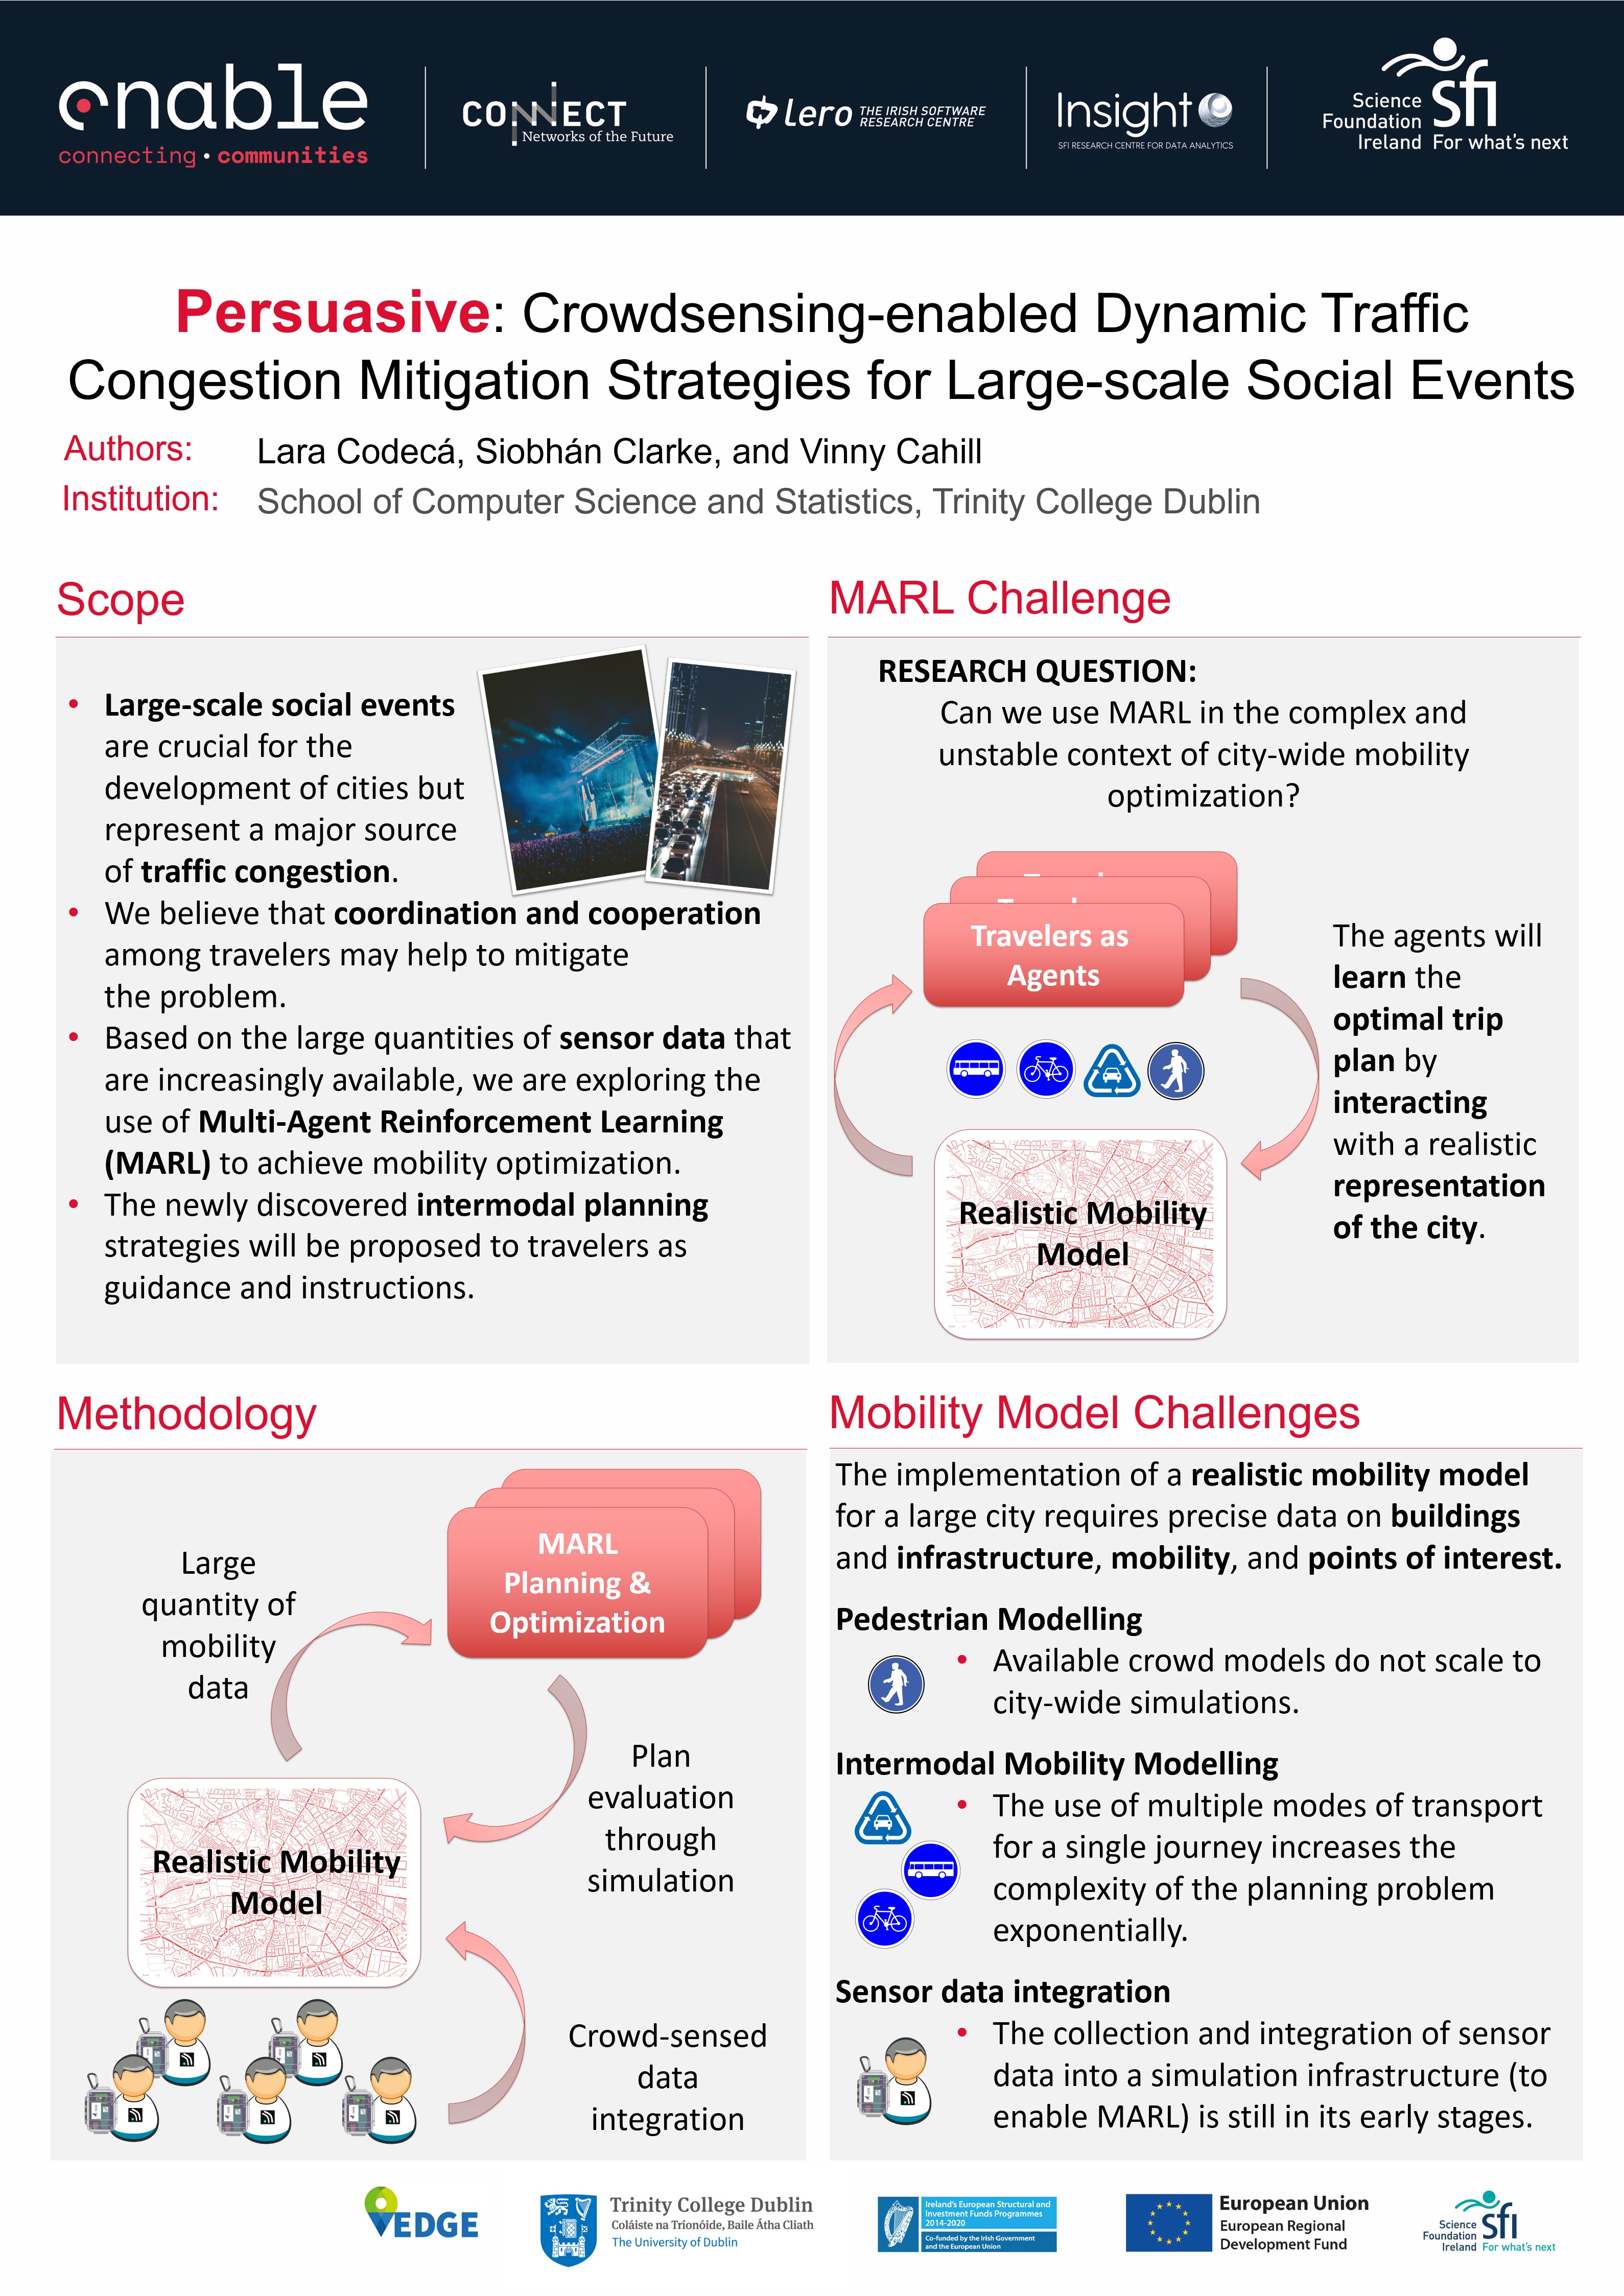 enable
connecting • communities
CONNECT
Networks of the Future
lero THE IRISH SOFTWARE
RESEARCH CENTRE
Insight
SFI RESEARCH CENTRE FOR DATA ANALYTICS
Science
Foundation
Ireland
sfi
For what's next
Persuasive: Crowdsensing-enabled Dynamic Traffic
Congestion Mitigation Strategies for Large-scale Social Events
Authors: Lara Codecá, Siobhán Clarke, and Vinny Cahill
Institution: School of Computer Science and Statistics, Trinity College Dublin
Scope
• Large-scale social events
are crucial for the
development of cities but
represent a major source
of traffic congestion.
• We believe that coordination and cooperation
among travelers may help to mitigate
the problem.
• Based on the large quantities of sensor data that
are increasingly available, we are exploring the
use of Multi-Agent Reinforcement Learning
(MARL) to achieve mobility optimization.
• The newly discovered intermodal planning
strategies will be proposed to travelers as
guidance and instructions.
MARL Challenge
RESEARCH QUESTION:
Can we use MARL in the complex and
unstable context of city-wide mobility
optimization?
Travelers as
Agents
Realistic Mobility
Model
The agents will
learn the
optimal trip
plan by
interacting
with a realistic
representation
of the city.
Methodology
Large
quantity of
mobility
data
MARL
Planning &
Optimization
Plan
evaluation
through
simulation
Realistic Mobility
Model
Crowd-sensed
data
integration
Mobility Model Challenges
The implementation of a realistic mobility model
for a large city requires precise data on buildings
and infrastructure, mobility, and points of interest.
Pedestrian Modelling
• Available crowd models do not scale to
city-wide simulations.
Intermodal Mobility Modelling
• The use of multiple modes of transport
for a single journey increases the
complexity of the planning problem
exponentially.
Sensor data integration
• The collection and integration of sensor
data into a simulation infrastructure (to
enable MARL) is still in its early stages.
EDGE
Trinity College Dublin
Coláiste na Tríonóide, Baile Átha Cliath
The University of Dublin
Ireland's European Structural and
Investment Funds Programmes
2014-2020
Co-funded by the Irish Government
and the European Union
European Union
European Regional
Development Fund
Science
Foundation
Ireland
sfi
For what's next